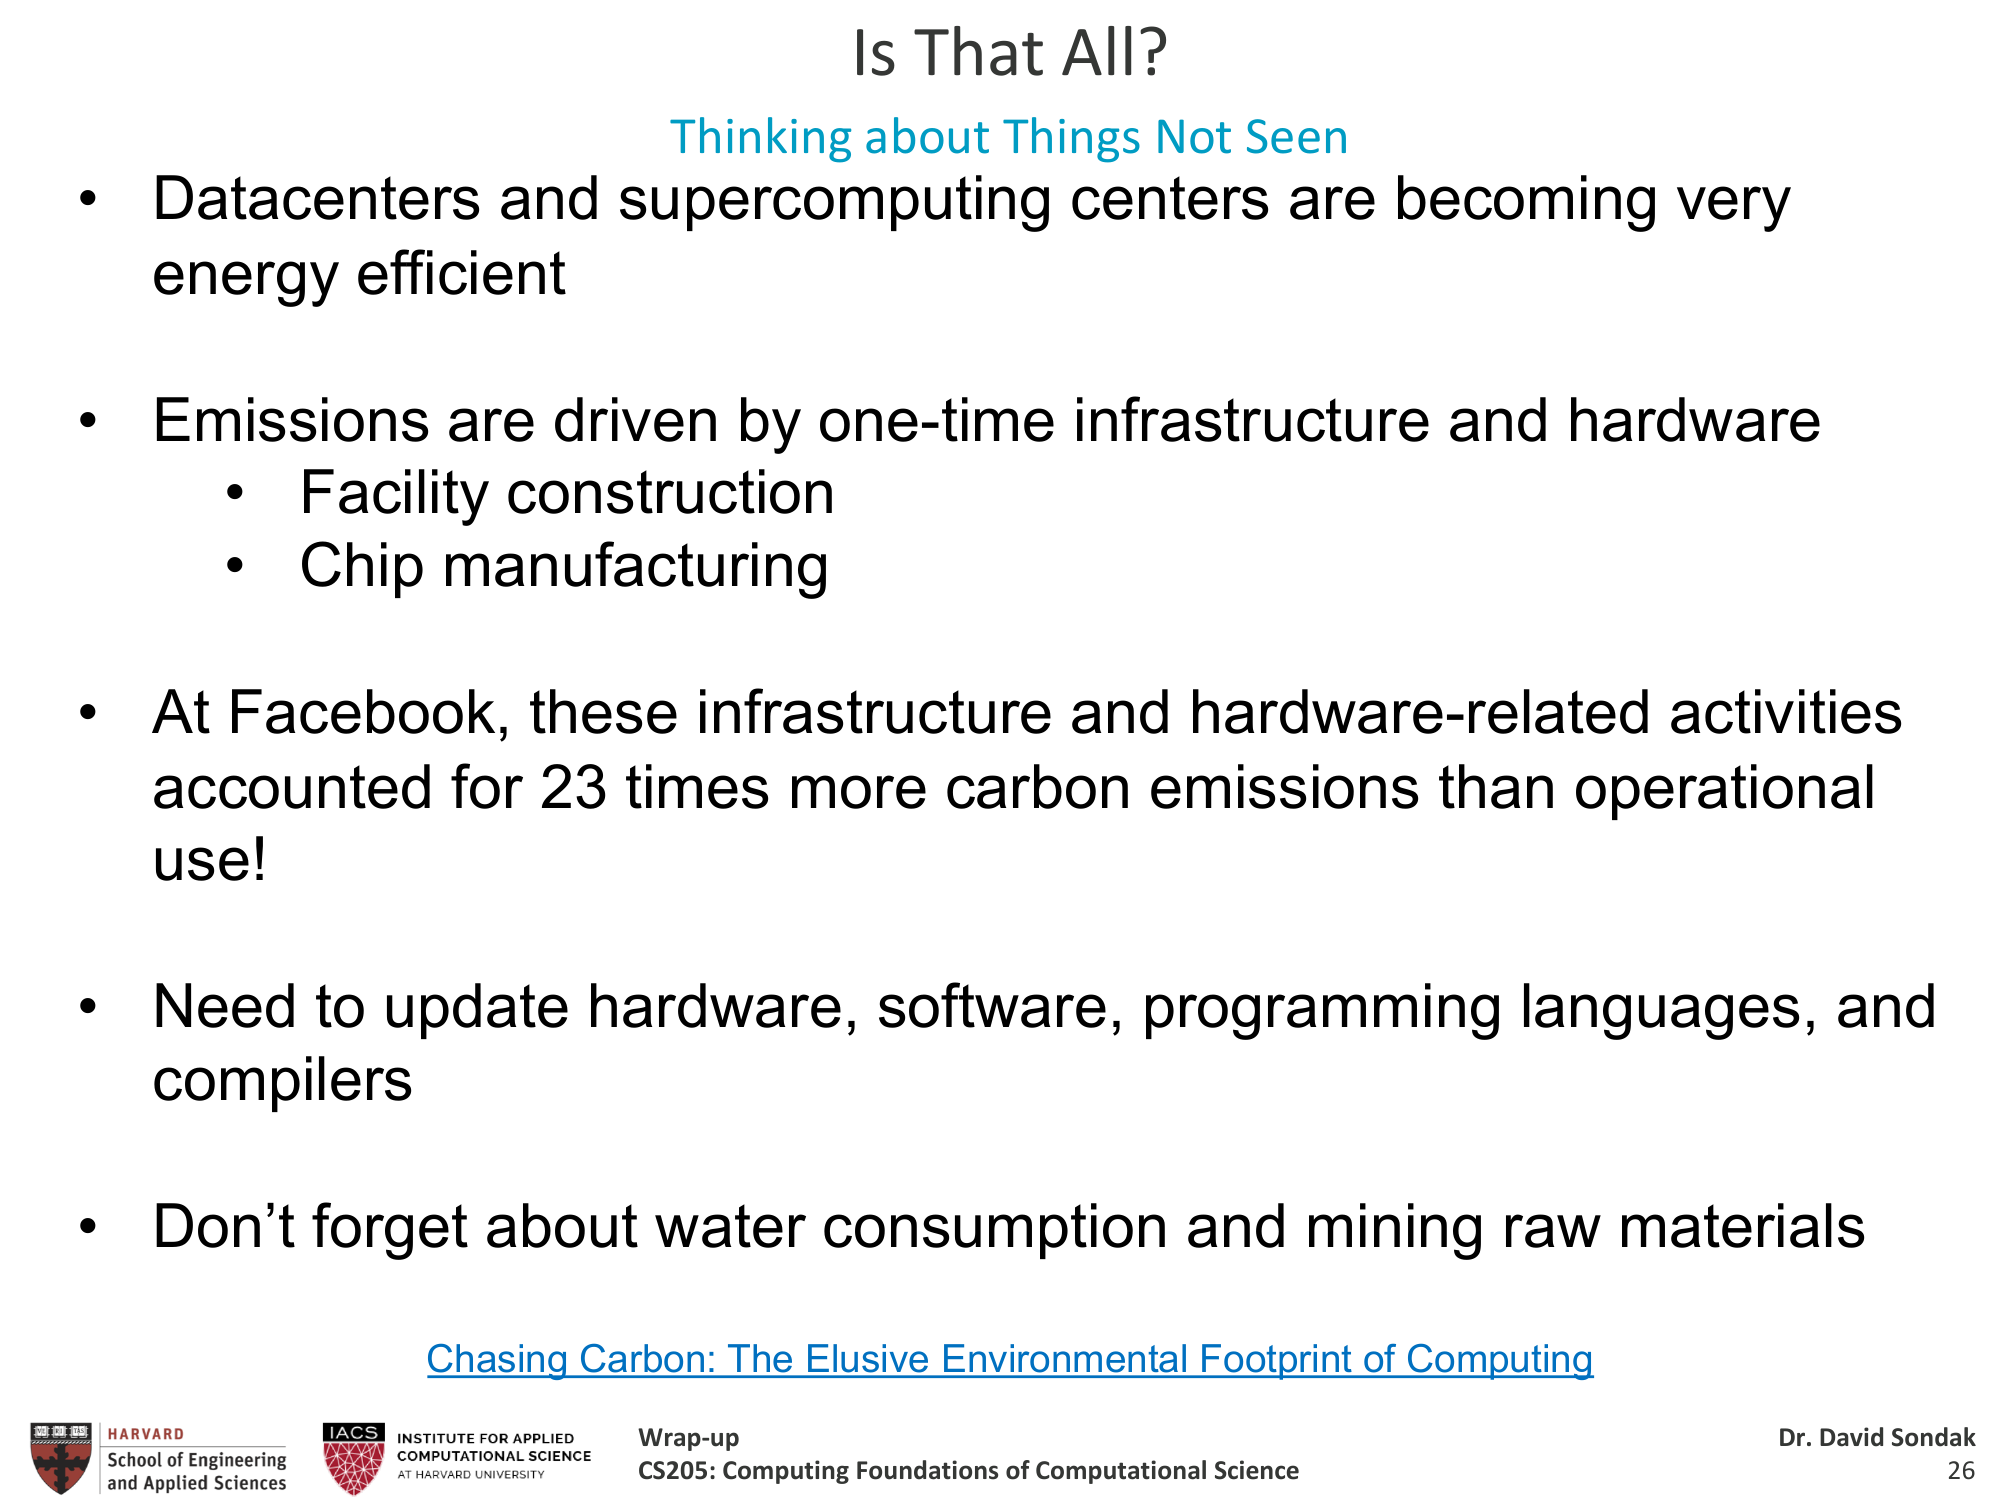 Is That All?
Thinking about Things Not Seen
• Datacenters and supercomputing centers are becoming very
energy efficient
• Emissions are driven by one-time infrastructure and hardware
• Facility construction
• Chip manufacturing
• At Facebook, these infrastructure and hardware-related activities
accounted for 23 times more carbon emissions than operational
use!
• Need to update hardware, software, programming languages, and
compilers
• Don’t forget about water consumption and mining raw materials
Chasing Carbon: The Elusive Environmental Footprint of Computing
HARVARD
School of Engineering
and Applied Sciences
IACS
INSTITUTE FOR APPLIED
COMPUTATIONAL SCIENCE
AT HARVARD UNIVERSITY
Wrap-up
CS205: Computing Foundations of Computational Science
Dr. David Sondak
26